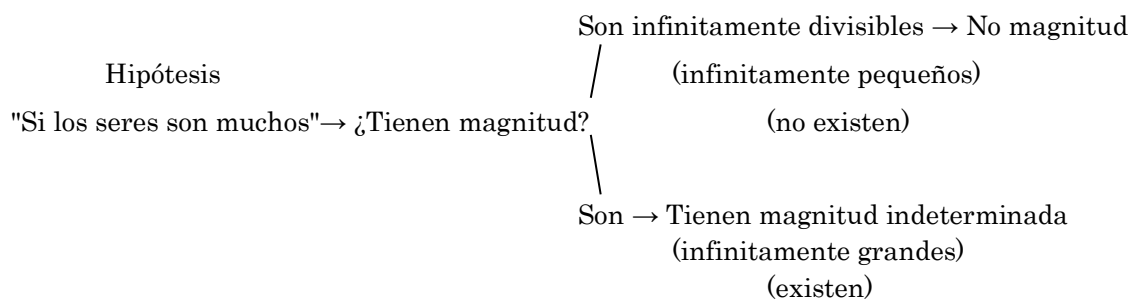 Son infinitamente divisibles → No magnitud
Hipótesis (infinitamente pequeños)
"Si los seres son muchos"→ ¿Tienen magnitud? (no existen)
Son → Tienen magnitud indeterminada
(infinitamente grandes)
(existen)